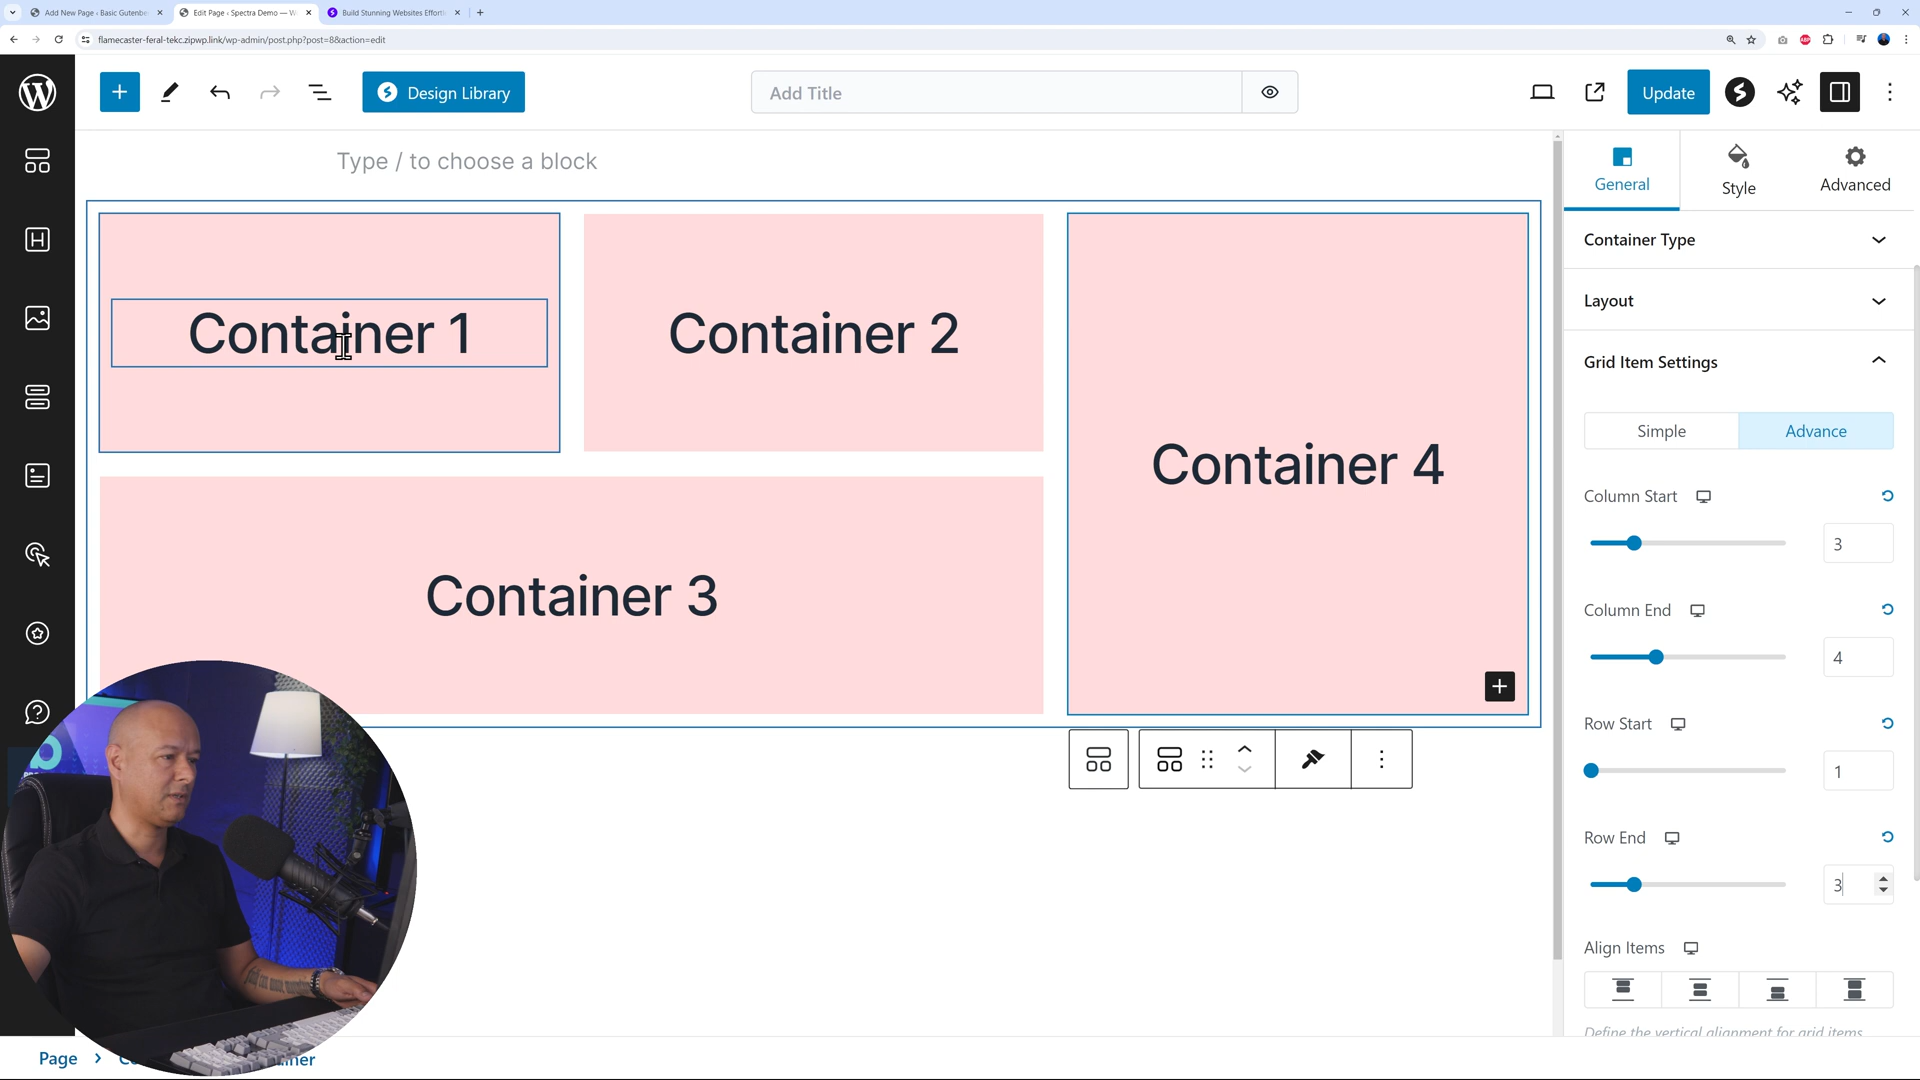 Add New Page ‹ Basic Gutenbe
Edit Page ‹ Spectra Demo — W
Build Stunning Websites Effortl
flamecaster-feral-tekc.zipwp.link/wp-admin/post.php?post=8&action=edit
Design Library
Add Title
Update
Type / to choose a block
Container 1
Container 2
Container 4
Container 3
General
Style
Advanced
Container Type
Layout
Grid Item Settings
Simple
Advance
Column Start
3
Column End
4
Row Start
1
Row End
3
Align Items
Define the vertical alignment for grid items
Page